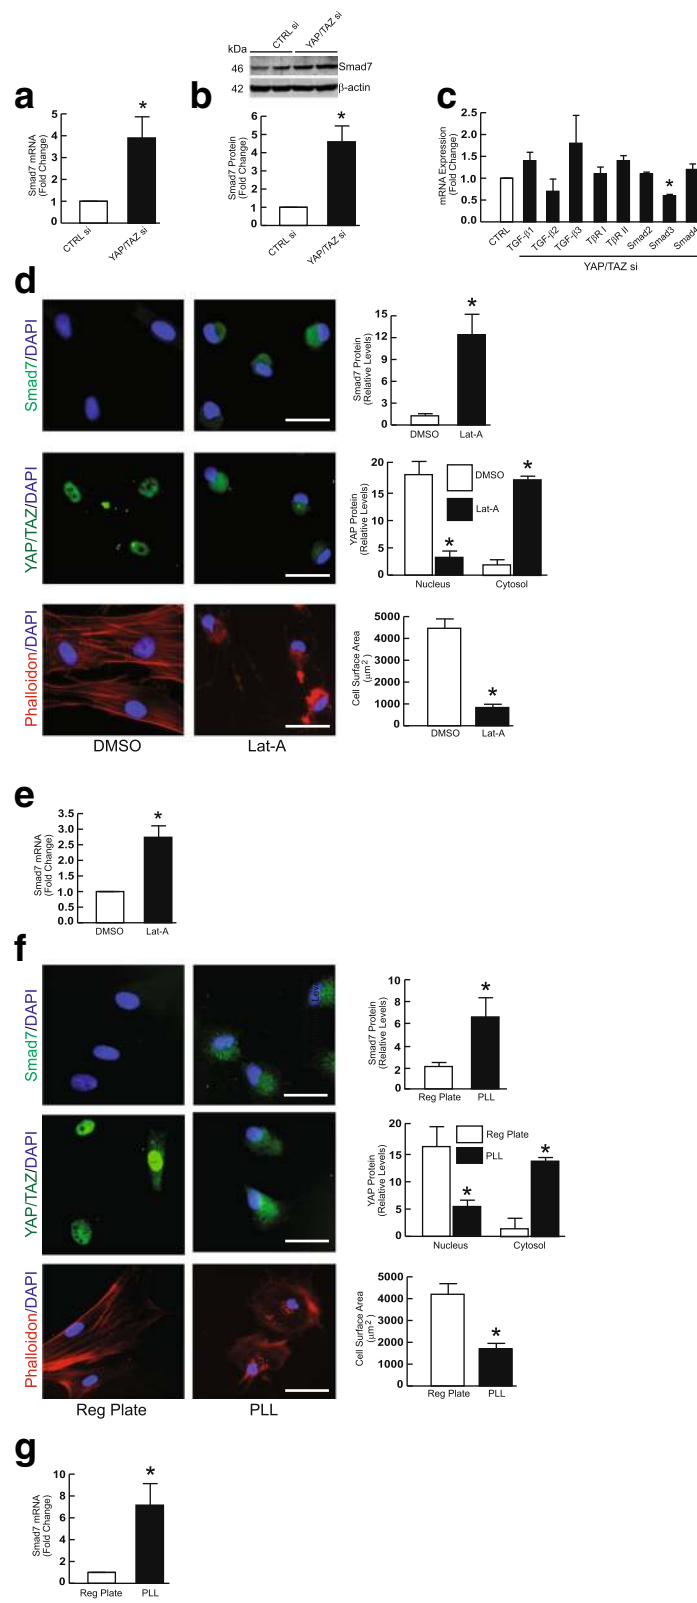 CTRL si
YAP/TAZ si
kDa
46
Smad7
42
β-actin
a
b
c
Smad7 mRNA
(Fold Change)
5
4
3
2
1
0
*
CTRL si
YAP/TAZ si
Smad7 Protein
(Fold Change)
6
5
4
3
2
1
0
*
CTRL si
YAP/TAZ si
mRNA Expression
(Fold Change)
2.5
2.0
1.5
1.0
0.5
0.0
*
CTRL
TGF-β1
TGF-β2
TGF-β3
TβR I
TβR II
Smad2
Smad3
Smad4
YAP/TAZ si
d
Smad7/DAPI
YAP/TAZ/DAPI
Phalloidon/DAPI
DMSO
Lat-A
Smad7 Protein
(Relative Levels)
15
12
9
6
3
0
*
DMSO
Lat-A
YAP Protein
(Relative Levels)
20
15
10
5
0
DMSO
Lat-A
*
*
Nucleus
Cytosol
Cell Surface Area
(μm²)
5000
4000
3000
2000
1000
0
*
DMSO
Lat-A
e
Smad7 mRNA
(Fold Change)
3.5
3.0
2.5
2.0
1.5
1.0
0.5
0.0
*
DMSO
Lat-A
f
Smad7/DAPI
YAP/TAZ/DAPI
Phalloidon/DAPI
Reg Plate
PLL
Smad7 Protein
(Relative Levels)
10
8
6
4
2
0
*
Reg Plate
PLL
YAP Protein
(Relative Levels)
20
15
10
5
0
Reg Plate
PLL
*
*
Nucleus
Cytosol
Cell Surface Area
(μm²)
5000
4000
3000
2000
1000
0
*
Reg Plate
PLL
g
Smad7 mRNA
(Fold Change)
10
8
6
4
2
0
*
Reg Plate
PLL